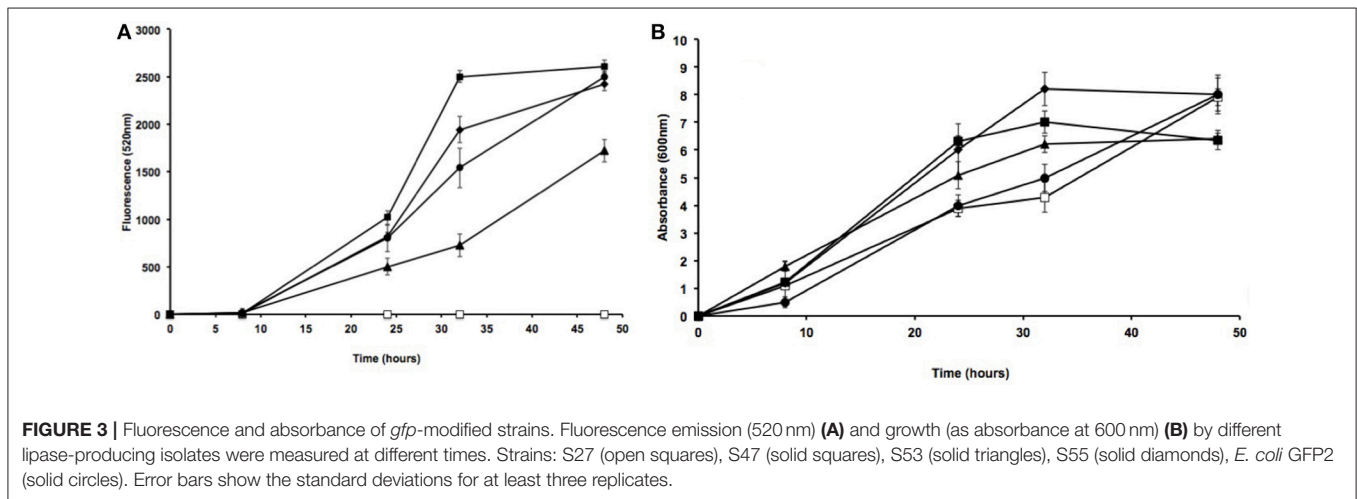 A
3000
2500
2000
1500
1000
500
0
Fluorescence (520nm)
0 5 10 15 20 25 30 35 40 45 50
Time (hours)
B
10
9
8
7
6
5
4
3
2
1
0
Absorbance (600nm)
0 10 20 30 40 50
Time (hours)
FIGURE 3 | Fluorescence and absorbance of gfp-modified strains. Fluorescence emission (520 nm) (A) and growth (as absorbance at 600 nm) (B) by different
lipase-producing isolates were measured at different times. Strains: S27 (open squares), S47 (solid squares), S53 (solid triangles), S55 (solid diamonds), E. coli GFP2
(solid circles). Error bars show the standard deviations for at least three replicates.